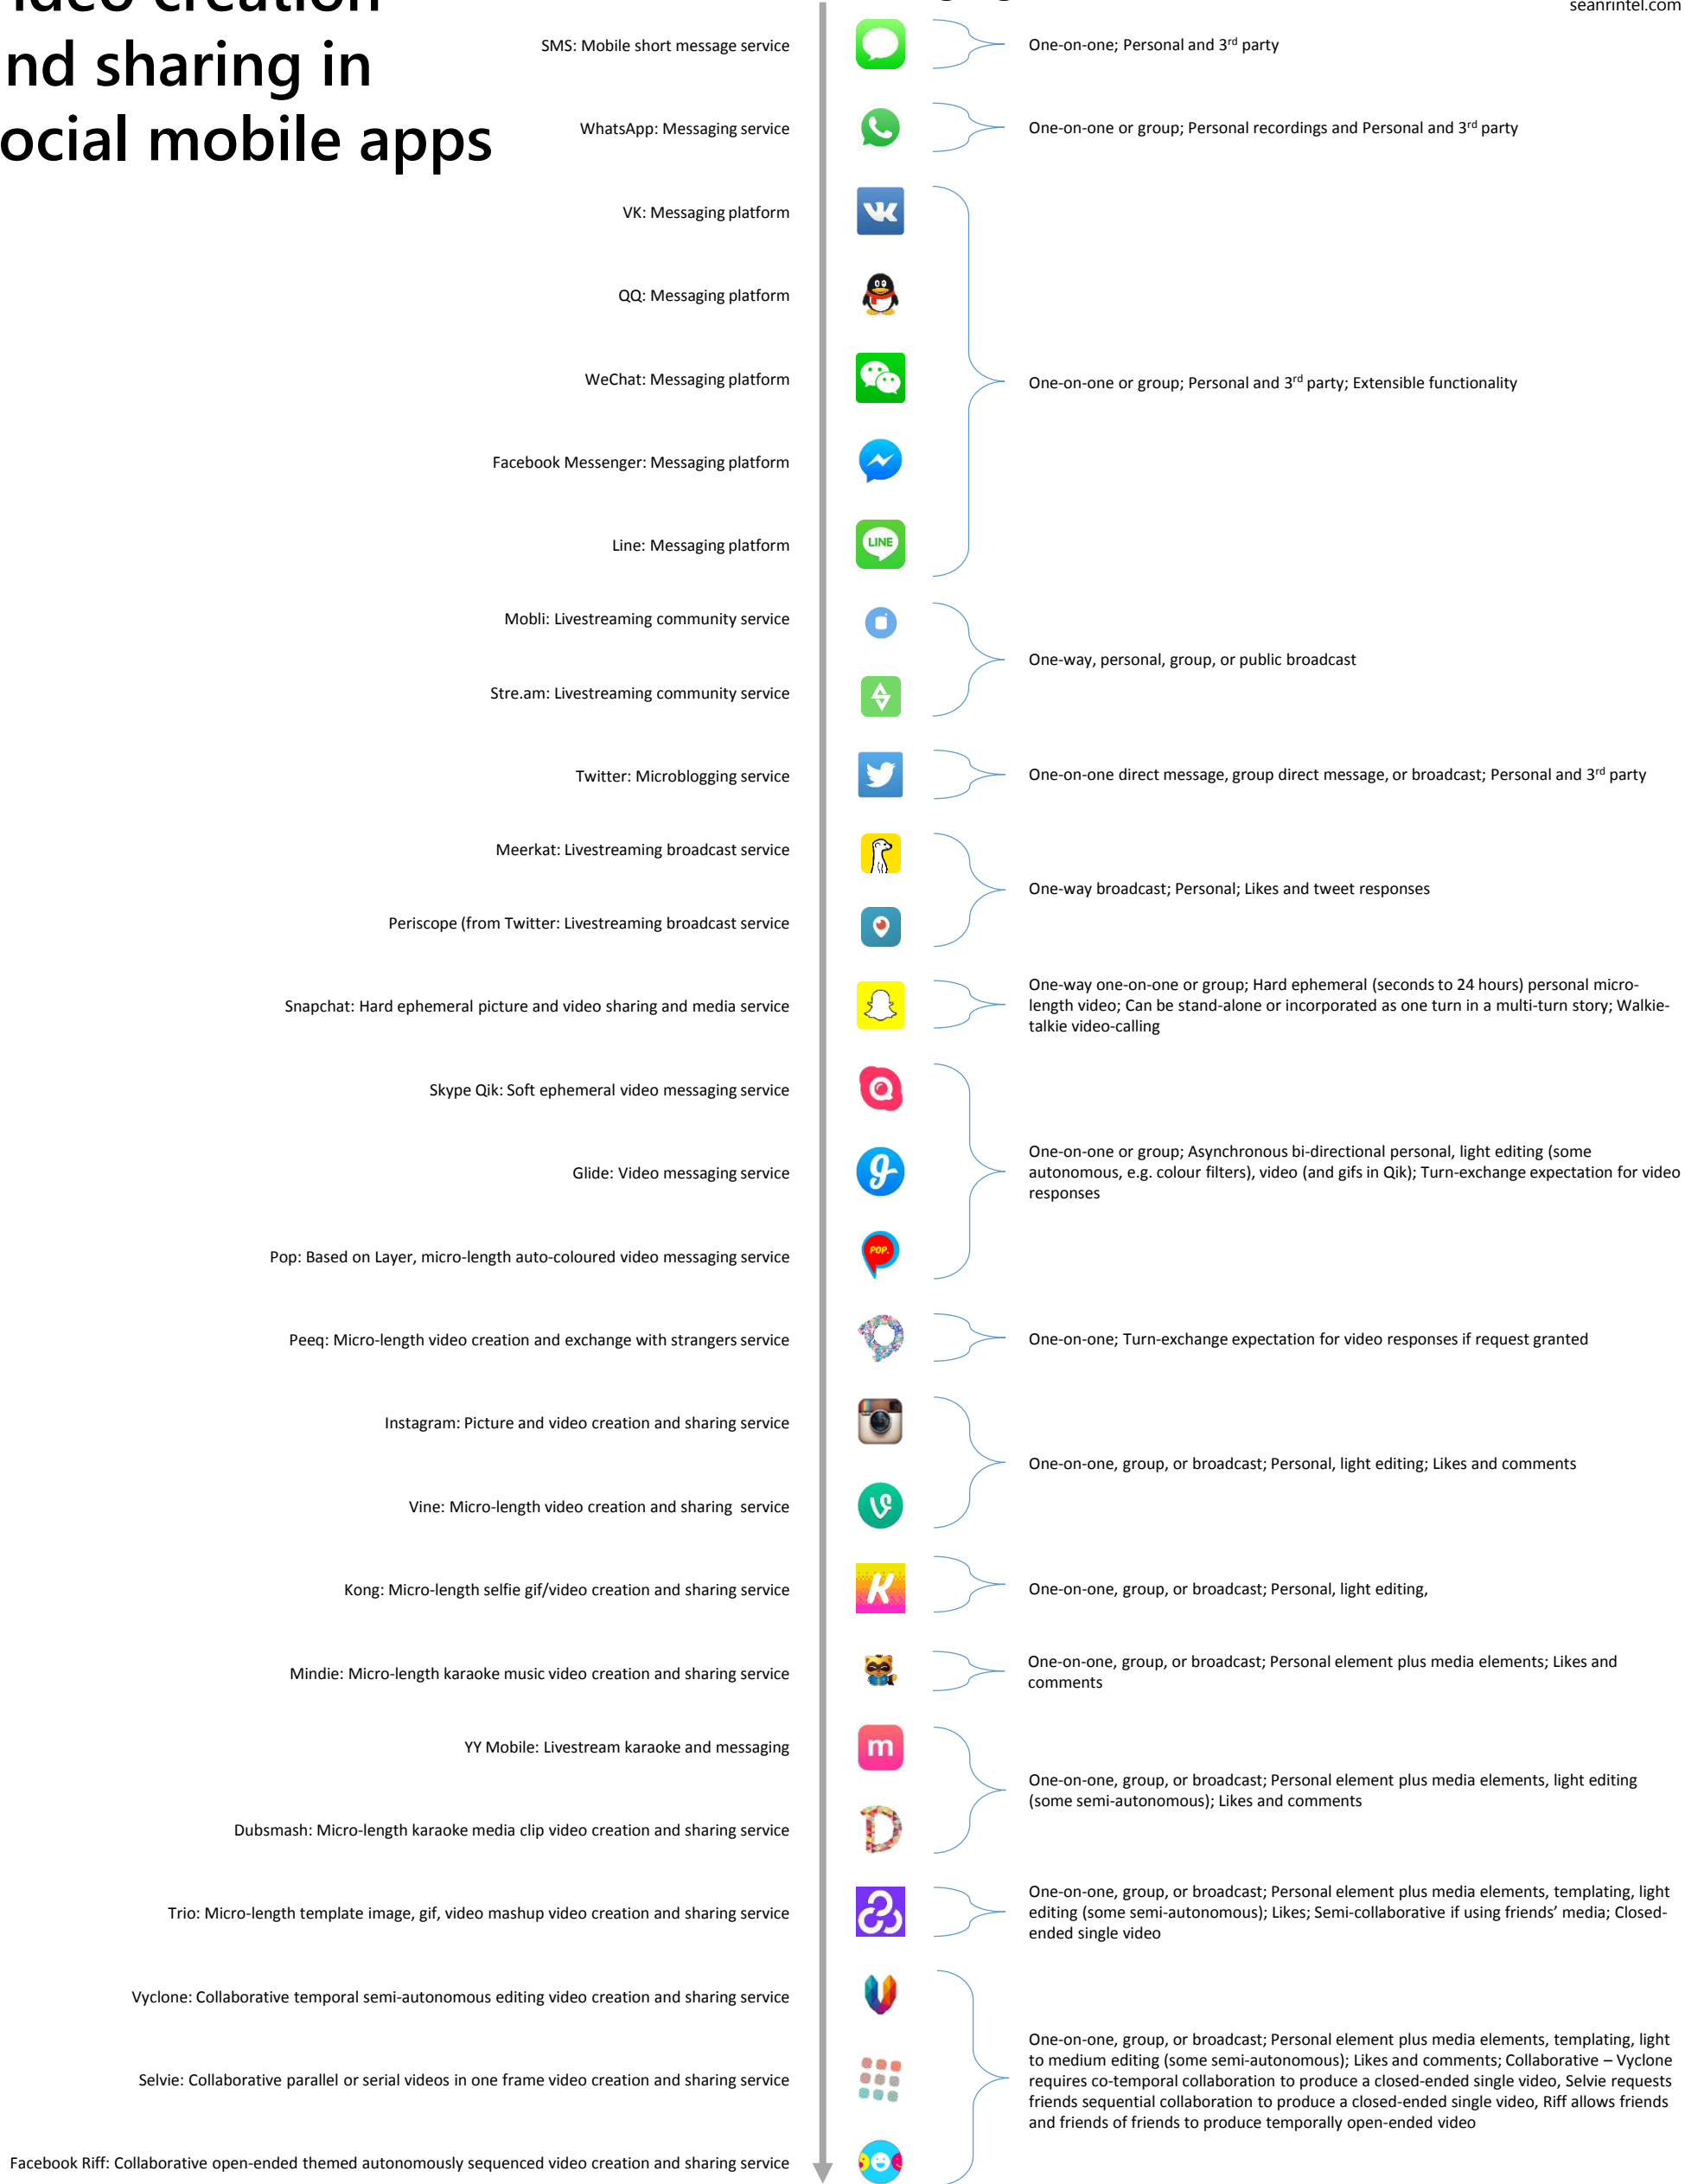 ideo creation
nd sharing in
ocial mobile apps
seanrintel.com
SMS: Mobile short message service
One-on-one; Personal and 3rd party
WhatsApp: Messaging service
One-on-one or group; Personal recordings and Personal and 3rd party
VK: Messaging platform
QQ: Messaging platform
WeChat: Messaging platform
One-on-one or group; Personal and 3rd party; Extensible functionality
Facebook Messenger: Messaging platform
Line: Messaging platform
LINE
Mobli: Livestreaming community service
One-way, personal, group, or public broadcast
Stre.am: Livestreaming community service
Twitter: Microblogging service
One-on-one direct message, group direct message, or broadcast; Personal and 3rd party
Meerkat: Livestreaming broadcast service
One-way broadcast; Personal; Likes and tweet responses
Periscope (from Twitter: Livestreaming broadcast service
Snapchat: Hard ephemeral picture and video sharing and media service
One-way one-on-one or group; Hard ephemeral (seconds to 24 hours) personal micro-
length video; Can be stand-alone or incorporated as one turn in a multi-turn story; Walkie-
talkie video-calling
Skype Qik: Soft ephemeral video messaging service
Glide: Video messaging service
One-on-one or group; Asynchronous bi-directional personal, light editing (some
autonomous, e.g. colour filters), video (and gifs in Qik); Turn-exchange expectation for video
responses
Pop: Based on Layer, micro-length auto-coloured video messaging service
POP.
Peeq: Micro-length video creation and exchange with strangers service
One-on-one; Turn-exchange expectation for video responses if request granted
Instagram: Picture and video creation and sharing service
One-on-one, group, or broadcast; Personal, light editing; Likes and comments
Vine: Micro-length video creation and sharing  service
Kong: Micro-length selfie gif/video creation and sharing service
K
One-on-one, group, or broadcast; Personal, light editing,
Mindie: Micro-length karaoke music video creation and sharing service
One-on-one, group, or broadcast; Personal element plus media elements; Likes and
comments
YY Mobile: Livestream karaoke and messaging
m
One-on-one, group, or broadcast; Personal element plus media elements, light editing
(some semi-autonomous); Likes and comments
Dubsmash: Micro-length karaoke media clip video creation and sharing service
D
Trio: Micro-length template image, gif, video mashup video creation and sharing service
One-on-one, group, or broadcast; Personal element plus media elements, templating, light
editing (some semi-autonomous); Likes; Semi-collaborative if using friends’ media; Closed-
ended single video
Vyclone: Collaborative temporal semi-autonomous editing video creation and sharing service
Selvie: Collaborative parallel or serial videos in one frame video creation and sharing service
One-on-one, group, or broadcast; Personal element plus media elements, templating, light
to medium editing (some semi-autonomous); Likes and comments; Collaborative – Vyclone
requires co-temporal collaboration to produce a closed-ended single video, Selvie requests
friends sequential collaboration to produce a closed-ended single video, Riff allows friends
and friends of friends to produce temporally open-ended video
Facebook Riff: Collaborative open-ended themed autonomously sequenced video creation and sharing service